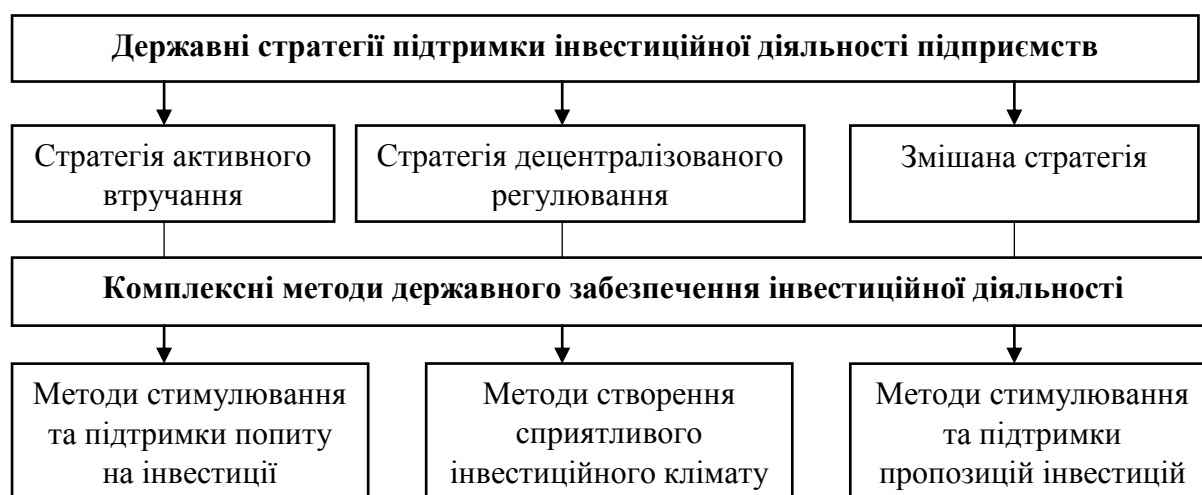 Державні стратегії підтримки інвестиційної діяльності підприємств
Стратегія активного
втручання
Стратегія децентралізованого
регулювання
Змішана стратегія
Комплексні методи державного забезпечення інвестиційної діяльності
Методи стимулювання
та підтримки попиту
на інвестиції
Методи створення
сприятливого
інвестиційного клімату
Методи стимулювання
та підтримки
пропозицій інвестицій